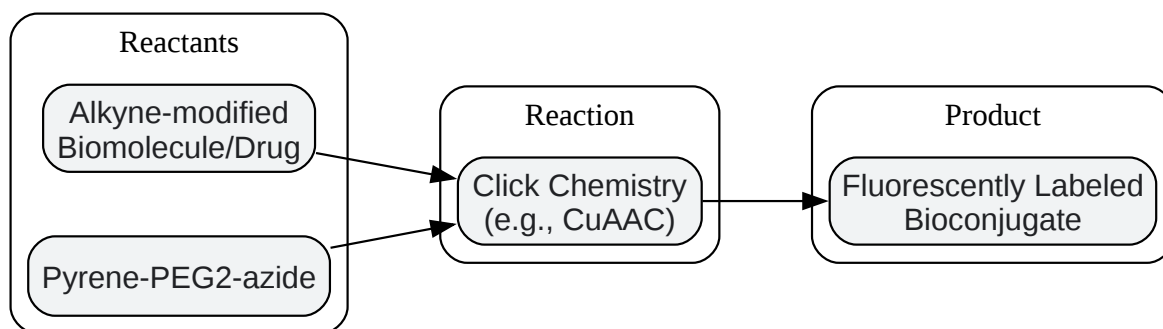 Reactants
Alkyne-modified
Biomolecule/Drug
Pyrene-PEG2-azide
Reaction
Click Chemistry
(e.g., CuAAC)
Product
Fluorescently Labeled
Bioconjugate